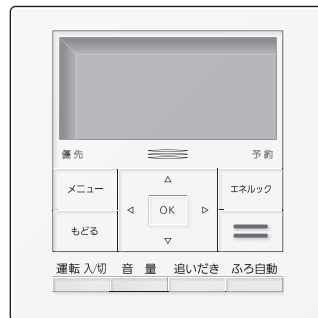 優先 予約
メニュー △ エネルック
◁ OK ▷
もどる ▽
運転 入/切 音 量 追いだき ふろ自動